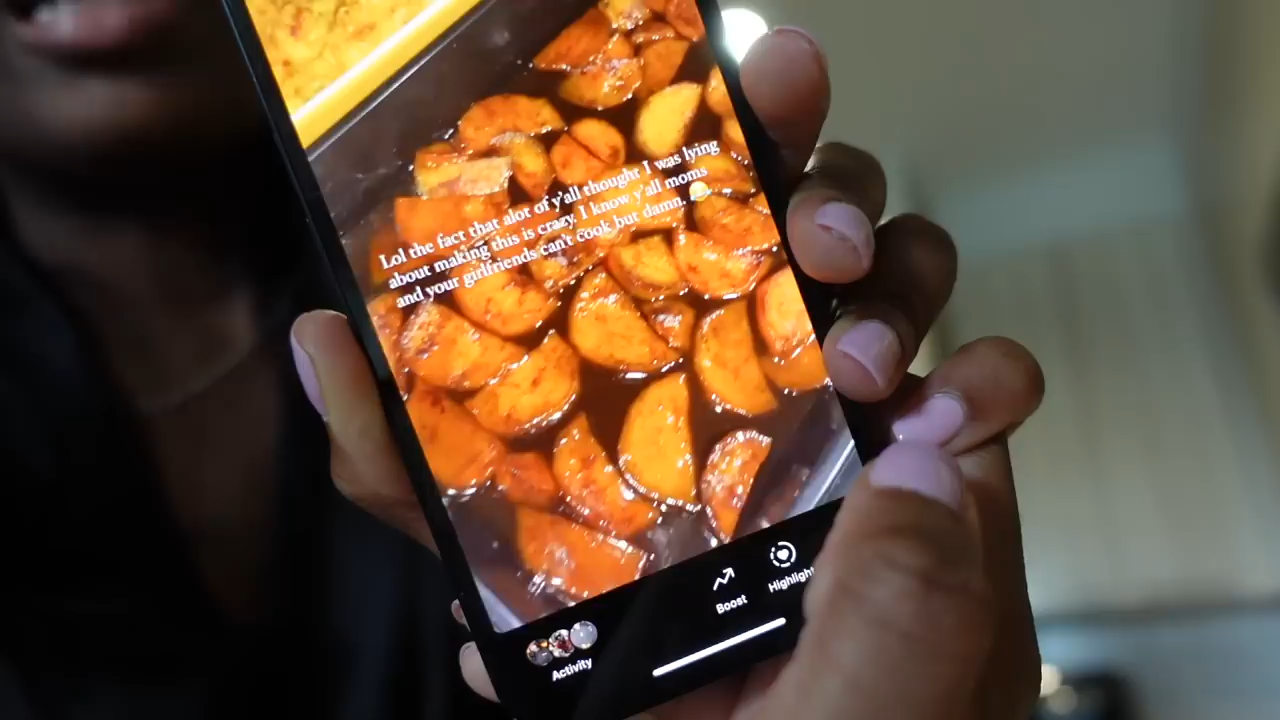 Lol the fact that alot of y'all thought I was lying
about making this is crazy. I know y'all moms
and your girlfriends can't cook but damn.
Boost
Highlight
Activity